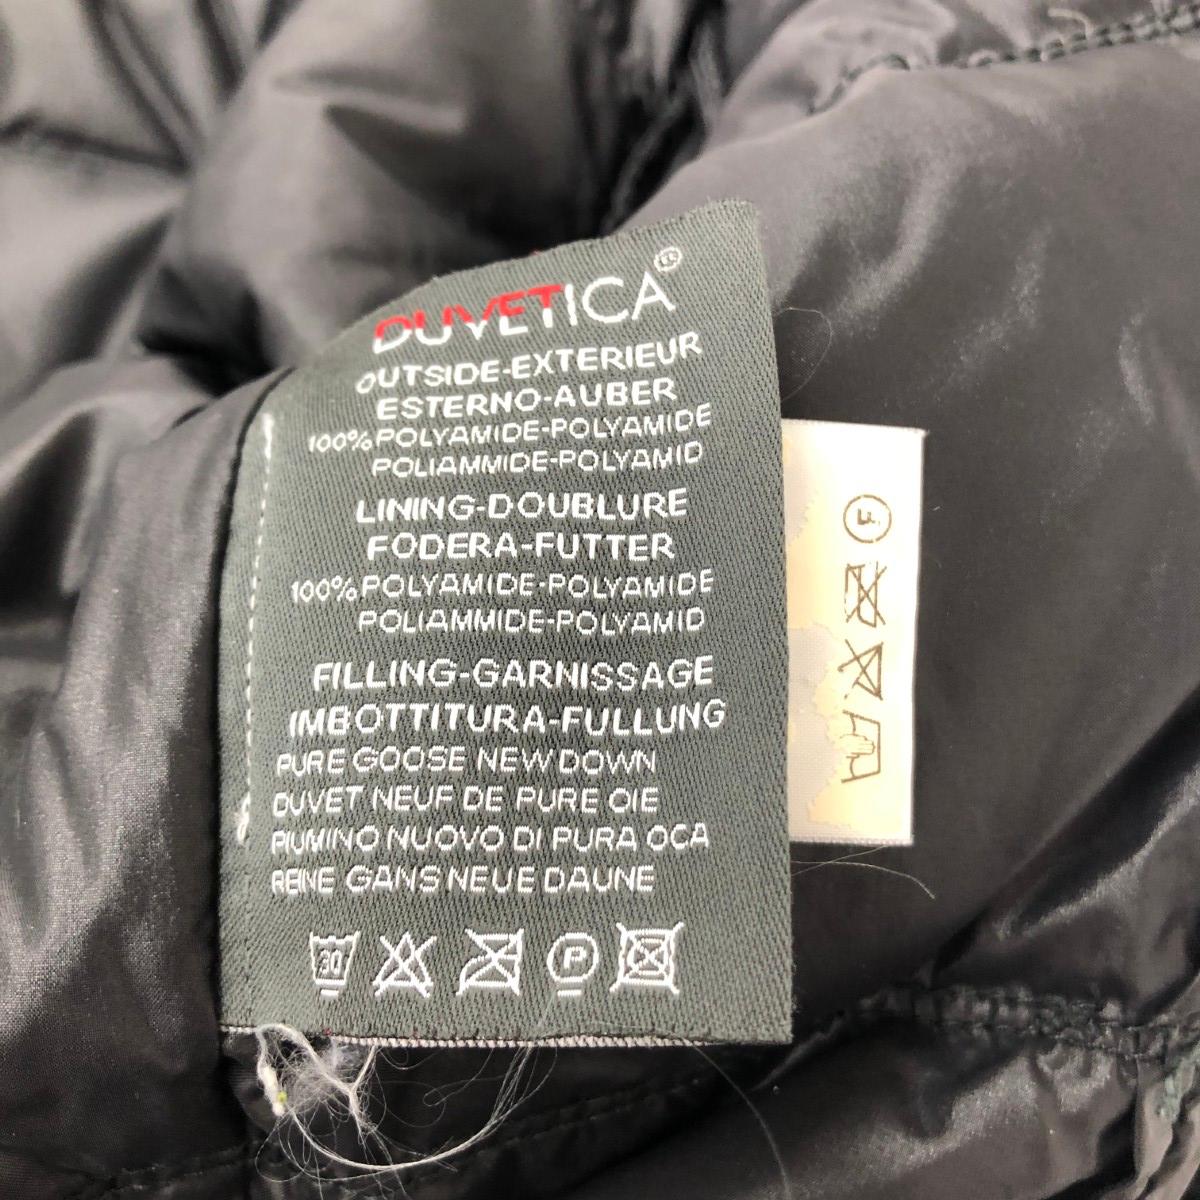 DUVETICA®
OUTSIDE-EXTERIEUR
ESTERNO-AUBER
100%POLYAMIDE-POLYAMIDE
POLIAMMIDE-POLYAMID
LINING-DOUBLURE
FODERA-FUTTER
100%POLYAMIDE-POLYAMIDE
POLIAMMIDE-POLYAMID
FILLING-GARNISSAGE
IMBOTTITURA-FULLUNG
PURE GOOSE NEW DOWN
DUVET NEUF DE PURE OIE
PIUMINO NUOVO DI PURA OCA
REINE GANS NEUE DAUNE
30 P
F